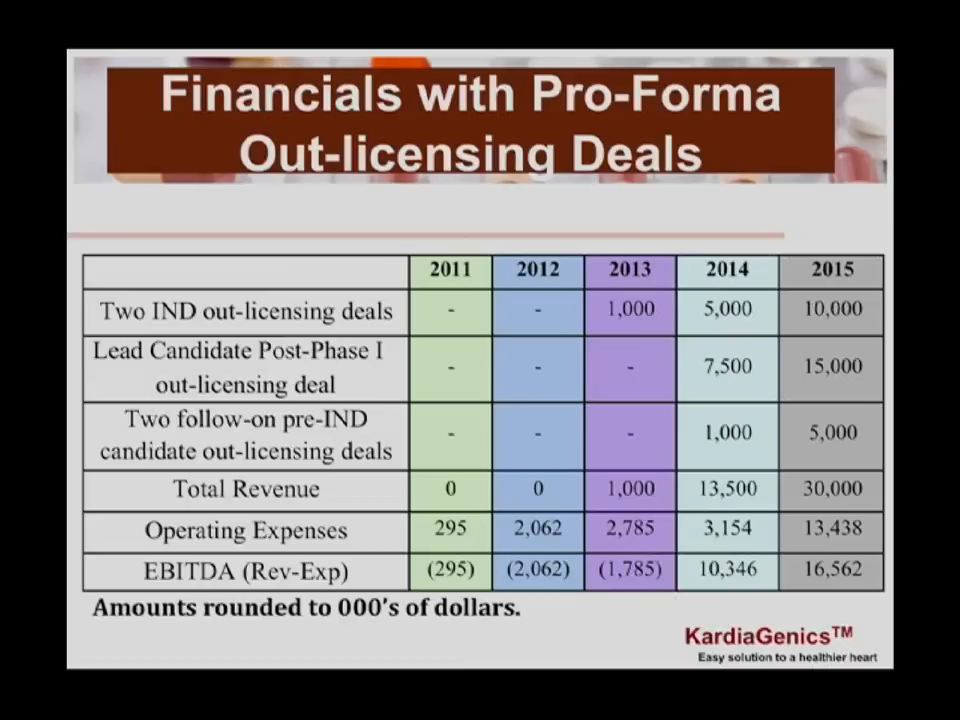 Financials with Pro-Forma
Out-licensing Deals
2011 2012 2013 2014 2015
Two IND out-licensing deals - - 1,000 5,000 10,000
Lead Candidate Post-Phase I
out-licensing deal - - - 7,500 15,000
Two follow-on pre-IND
candidate out-licensing deals - - - 1,000 5,000
Total Revenue 0 0 1,000 13,500 30,000
Operating Expenses 295 2,062 2,785 3,154 13,438
EBITDA (Rev-Exp) (295) (2,062) (1,785) 10,346 16,562
Amounts rounded to 000's of dollars.
KardiaGenics™
Easy solution to a healthier heart